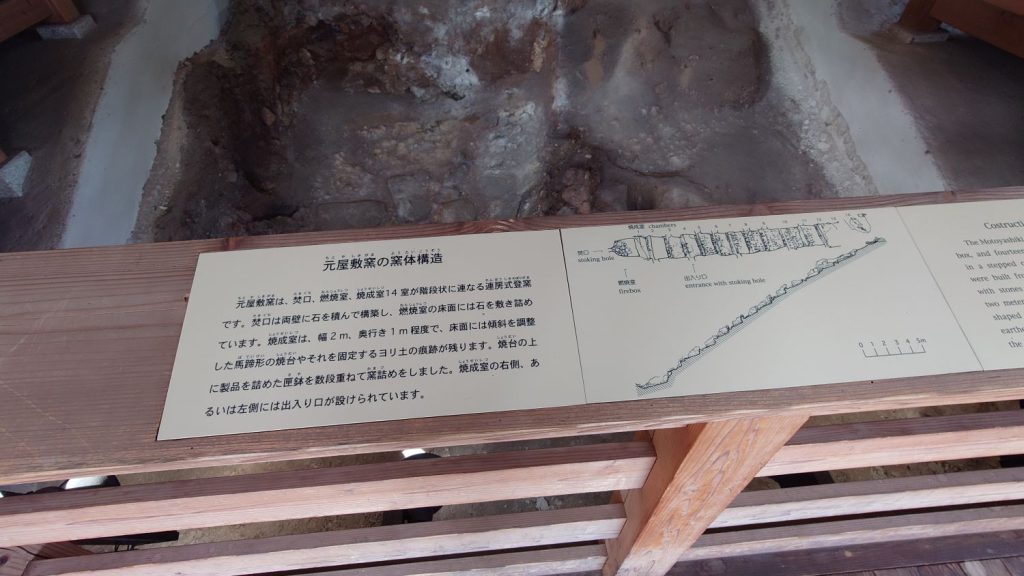 元屋敷窯の窯体構造
元屋敷窯は、焚口、燃焼室、焼成室14室が階段状に連なる連房式登窯
です。焚口は両壁に石を積んで構築し、燃焼室の床面には石を敷き詰め
ています。焼成室は、幅2m、奥行き1m程度で、床面には傾斜を調整
した馬蹄形の焼台やそれを固定するヨリ土の痕跡が残ります。焼台の上
に製品を詰めた匣鉢を数段重ねて窯詰めをしました。焼成室の右側、あ
るいは左側には出入り口が設けられています。
焼成室 chambers
焚口
stoking hole
燃焼室
firebox
出入り口
entrance with stoking hole
0 1 2 3 4 5m
Constructi
The Motoyashiki
box, and fourteen
in a stepped
were built fr
with stones
two meter
shaped
earthe
the